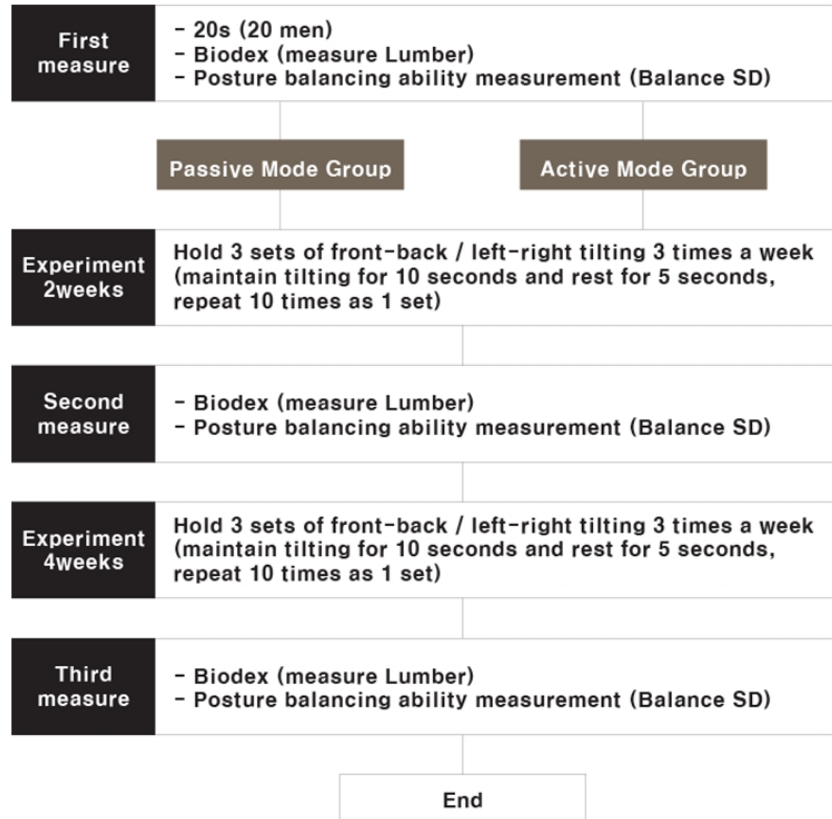 First
measure
- 20s (20 men)
- Biodex (measure Lumber)
- Posture balancing ability measurement (Balance SD)
Passive Mode Group
Active Mode Group
Experiment
2weeks
Hold 3 sets of front-back / left-right tilting 3 times a week
(maintain tilting for 10 seconds and rest for 5 seconds,
repeat 10 times as 1 set)
Second
measure
- Biodex (measure Lumber)
- Posture balancing ability measurement (Balance SD)
Experiment
4weeks
Hold 3 sets of front-back / left-right tilting 3 times a week
(maintain tilting for 10 seconds and rest for 5 seconds,
repeat 10 times as 1 set)
Third
measure
- Biodex (measure Lumber)
- Posture balancing ability measurement (Balance SD)
End